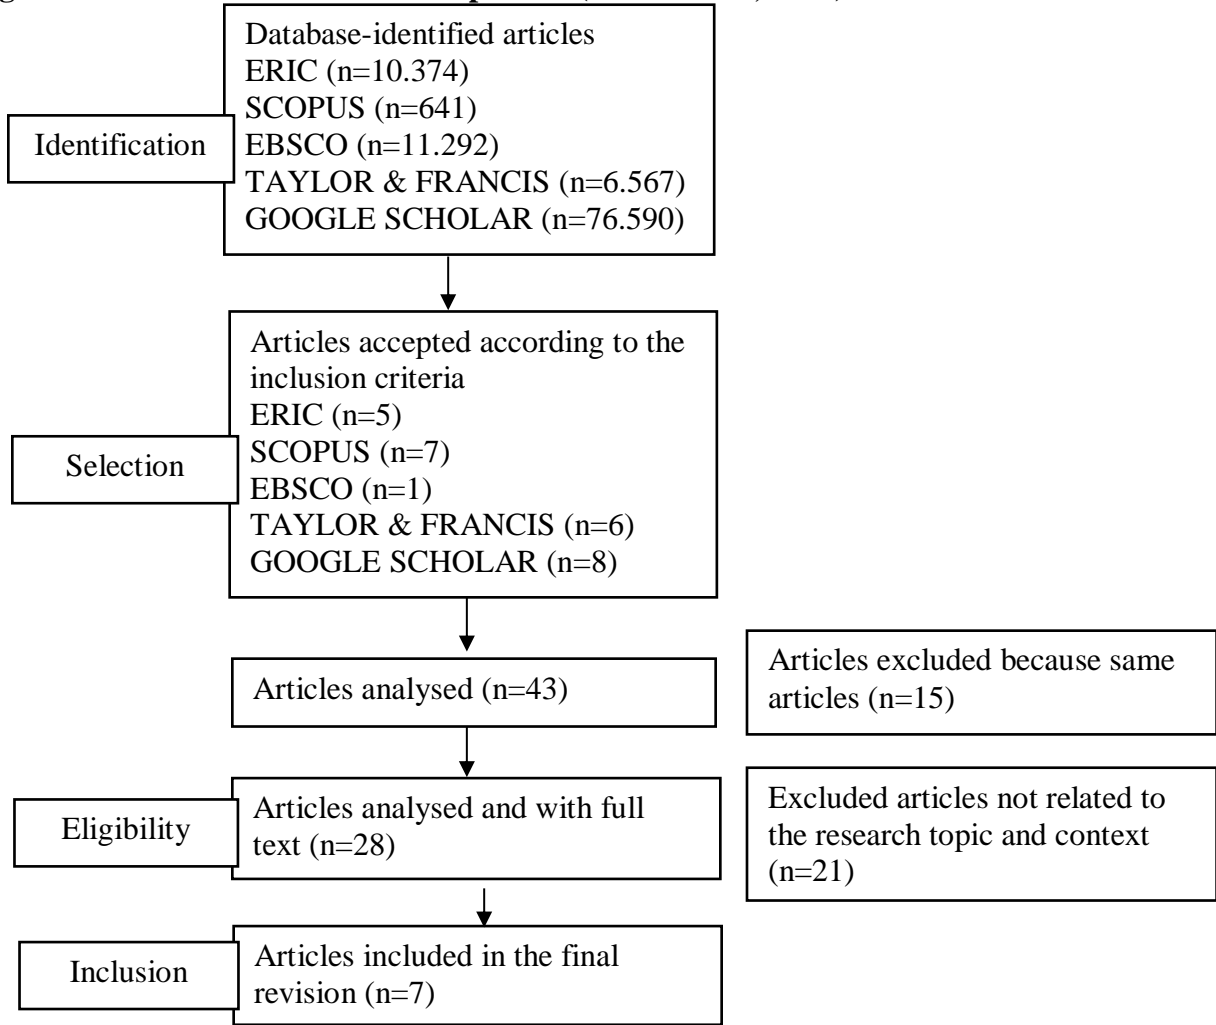 Database-identified articles
ERIC (n=10.374)
SCOPUS (n=641)
Identification
EBSCO (n=11.292)
TAYLOR & FRANCIS (n=6.567)
GOOGLE SCHOLAR (n=76.590)
Articles accepted according to the
inclusion criteria
ERIC (n=5)
Selection
SCOPUS (n=7)
EBSCO (n=1)
TAYLOR & FRANCIS (n=6)
GOOGLE SCHOLAR (n=8)
Articles analysed (n=43)
Articles excluded because same
articles (n=15)
Eligibility
Articles analysed and with full
text (n=28)
Excluded articles not related to
the research topic and context
(n=21)
Inclusion
Articles included in the final
revision (n=7)